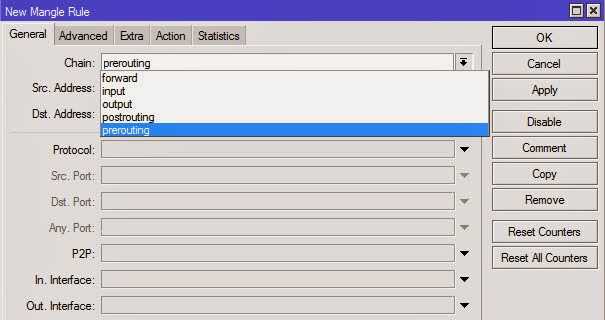 New Mangle Rule
General Advanced Extra Action Statistics
Chain: prerouting
forward
input
output
postrouting
prerouting
Src. Address:
Dst. Address:
Protocol:
Src. Port:
Dst. Port:
Any. Port:
P2P:
In. Interface:
Out. Interface:
OK
Cancel
Apply
Disable
Comment
Copy
Remove
Reset Counters
Reset All Counters